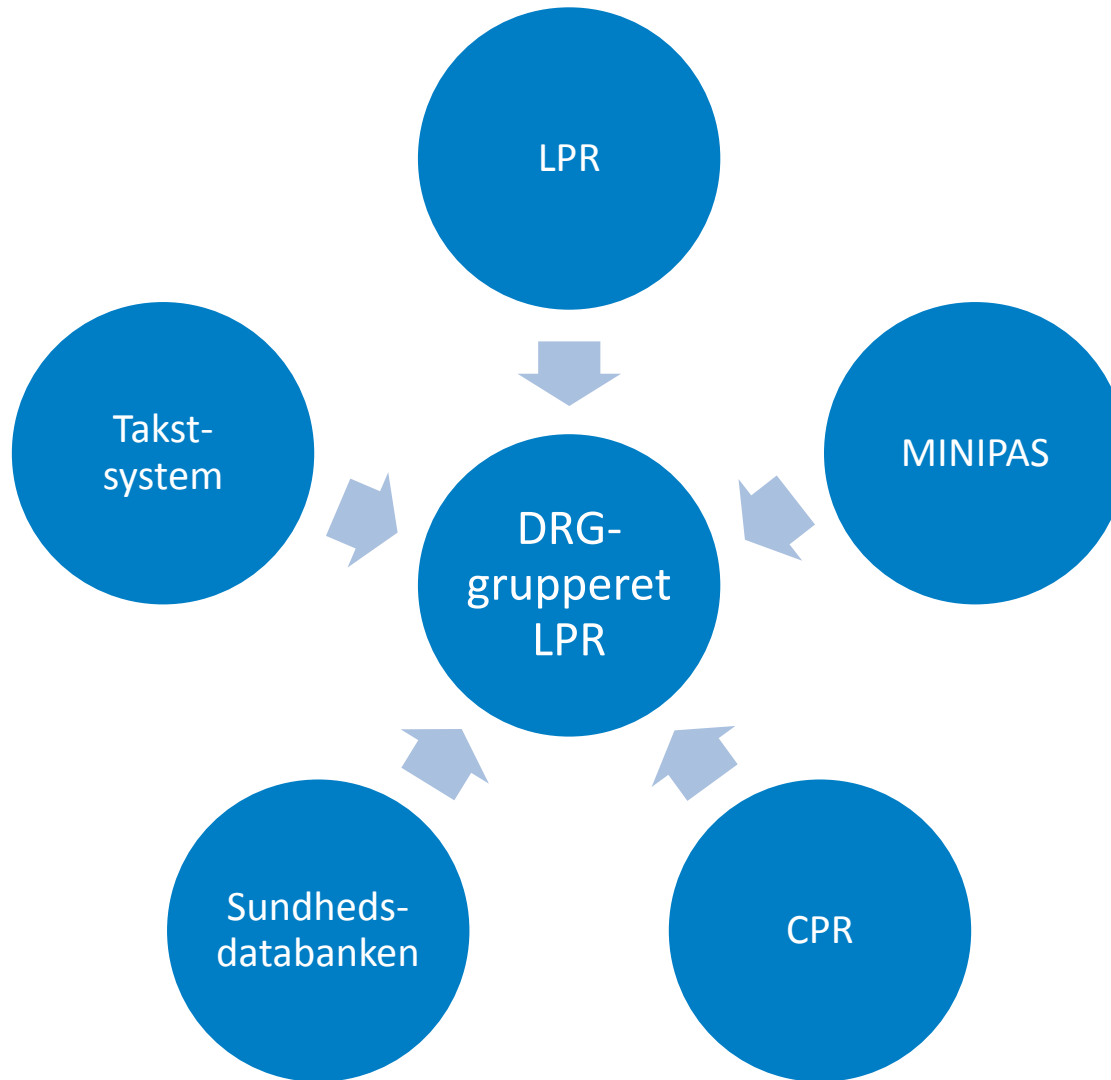 LPR
Takst-
system
MINIPAS
DRG-
grupperet
LPR
Sundheds-
databanken
CPR